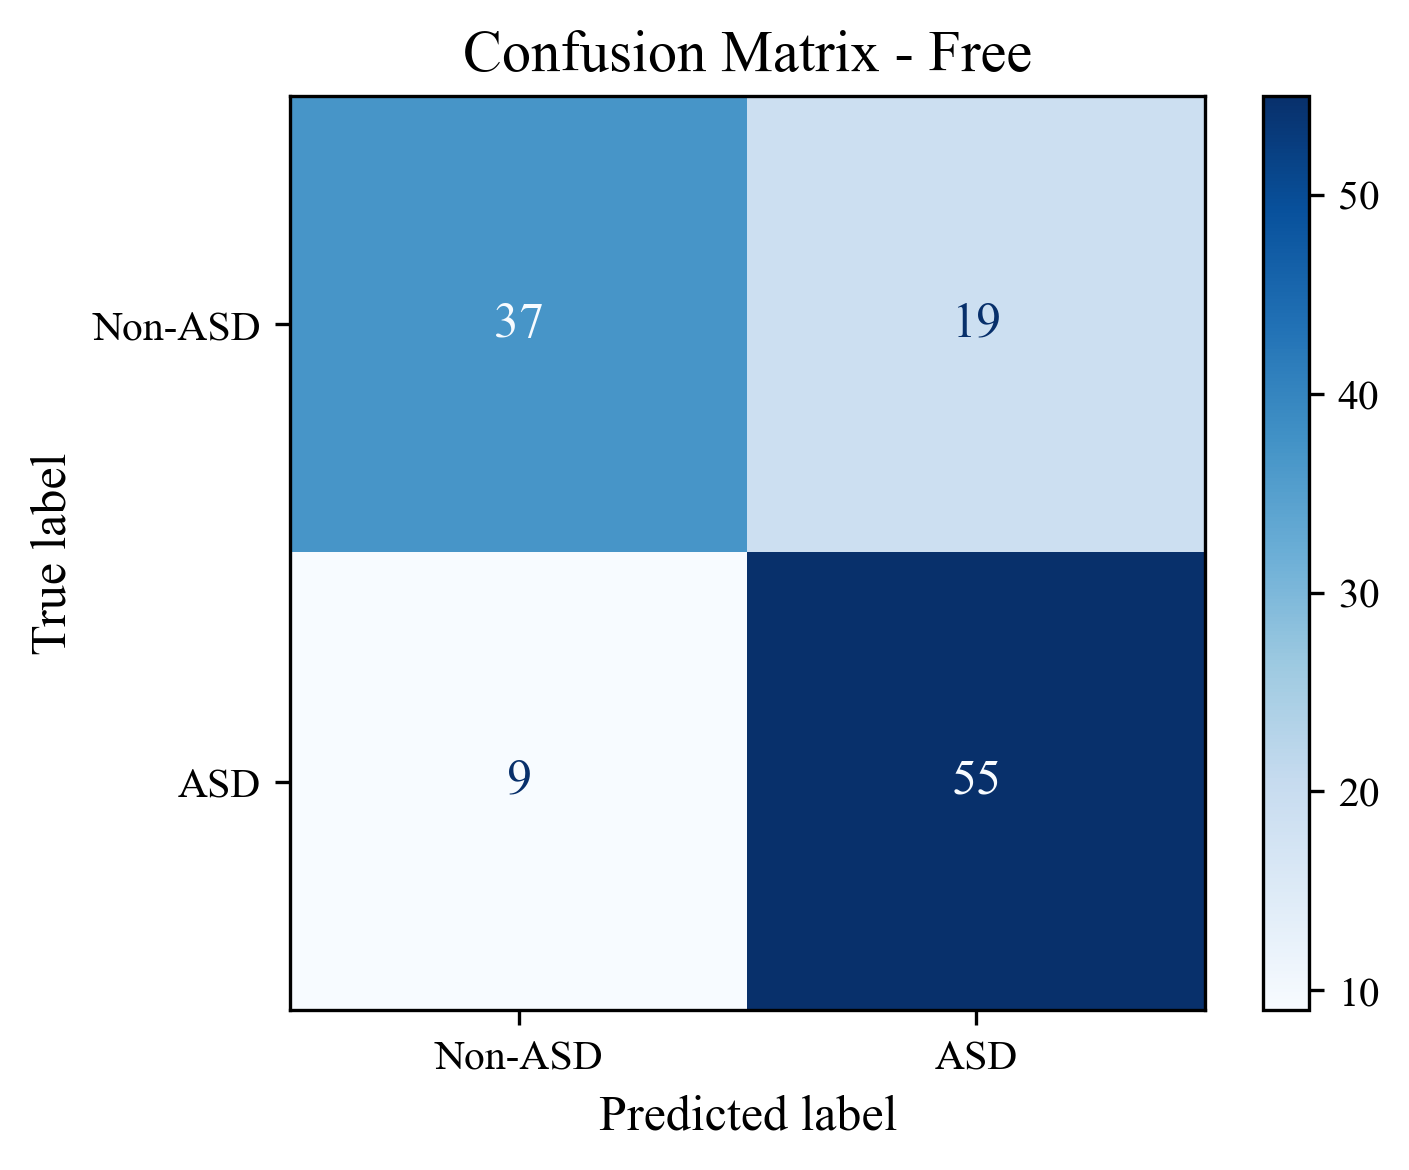 Confusion Matrix - Free
True label
Non-ASD
ASD
37
19
9
55
Non-ASD
ASD
Predicted label
50
40
30
20
10